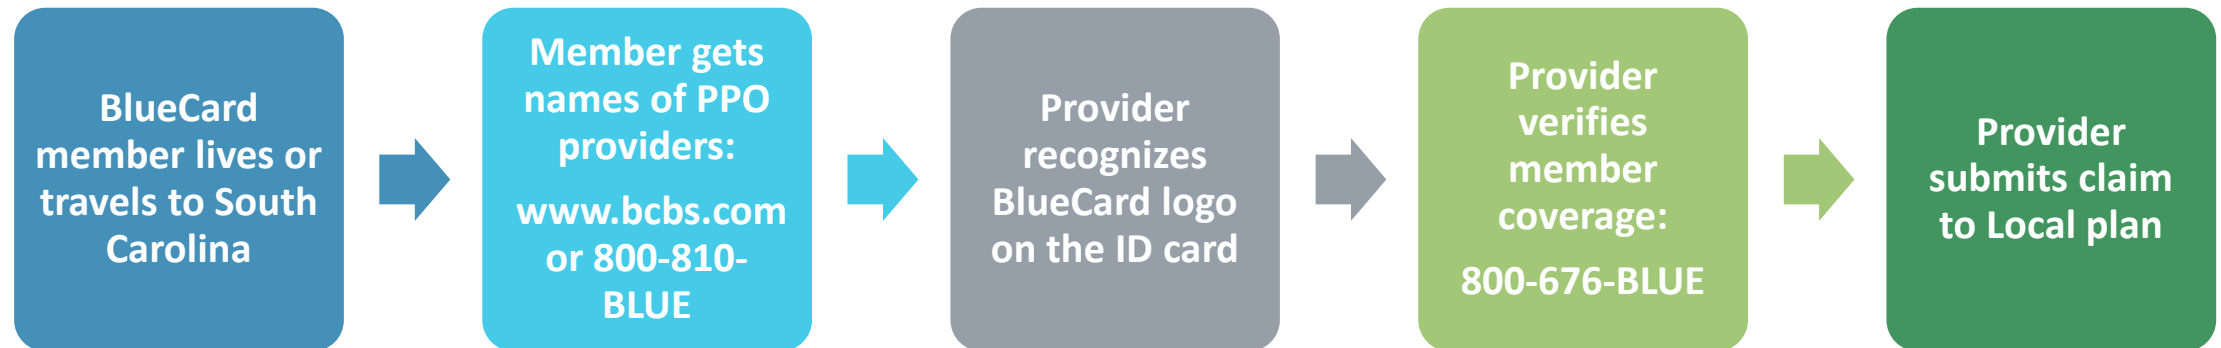 BlueCard
member lives or
travels to South
Carolina
Member gets
names of PPO
providers:
www.bcbs.com
or 800-810-
BLUE
Provider
recognizes
BlueCard logo
on the ID card
Provider
verifies
member
coverage:
800-676-BLUE
Provider
submits claim
to Local plan